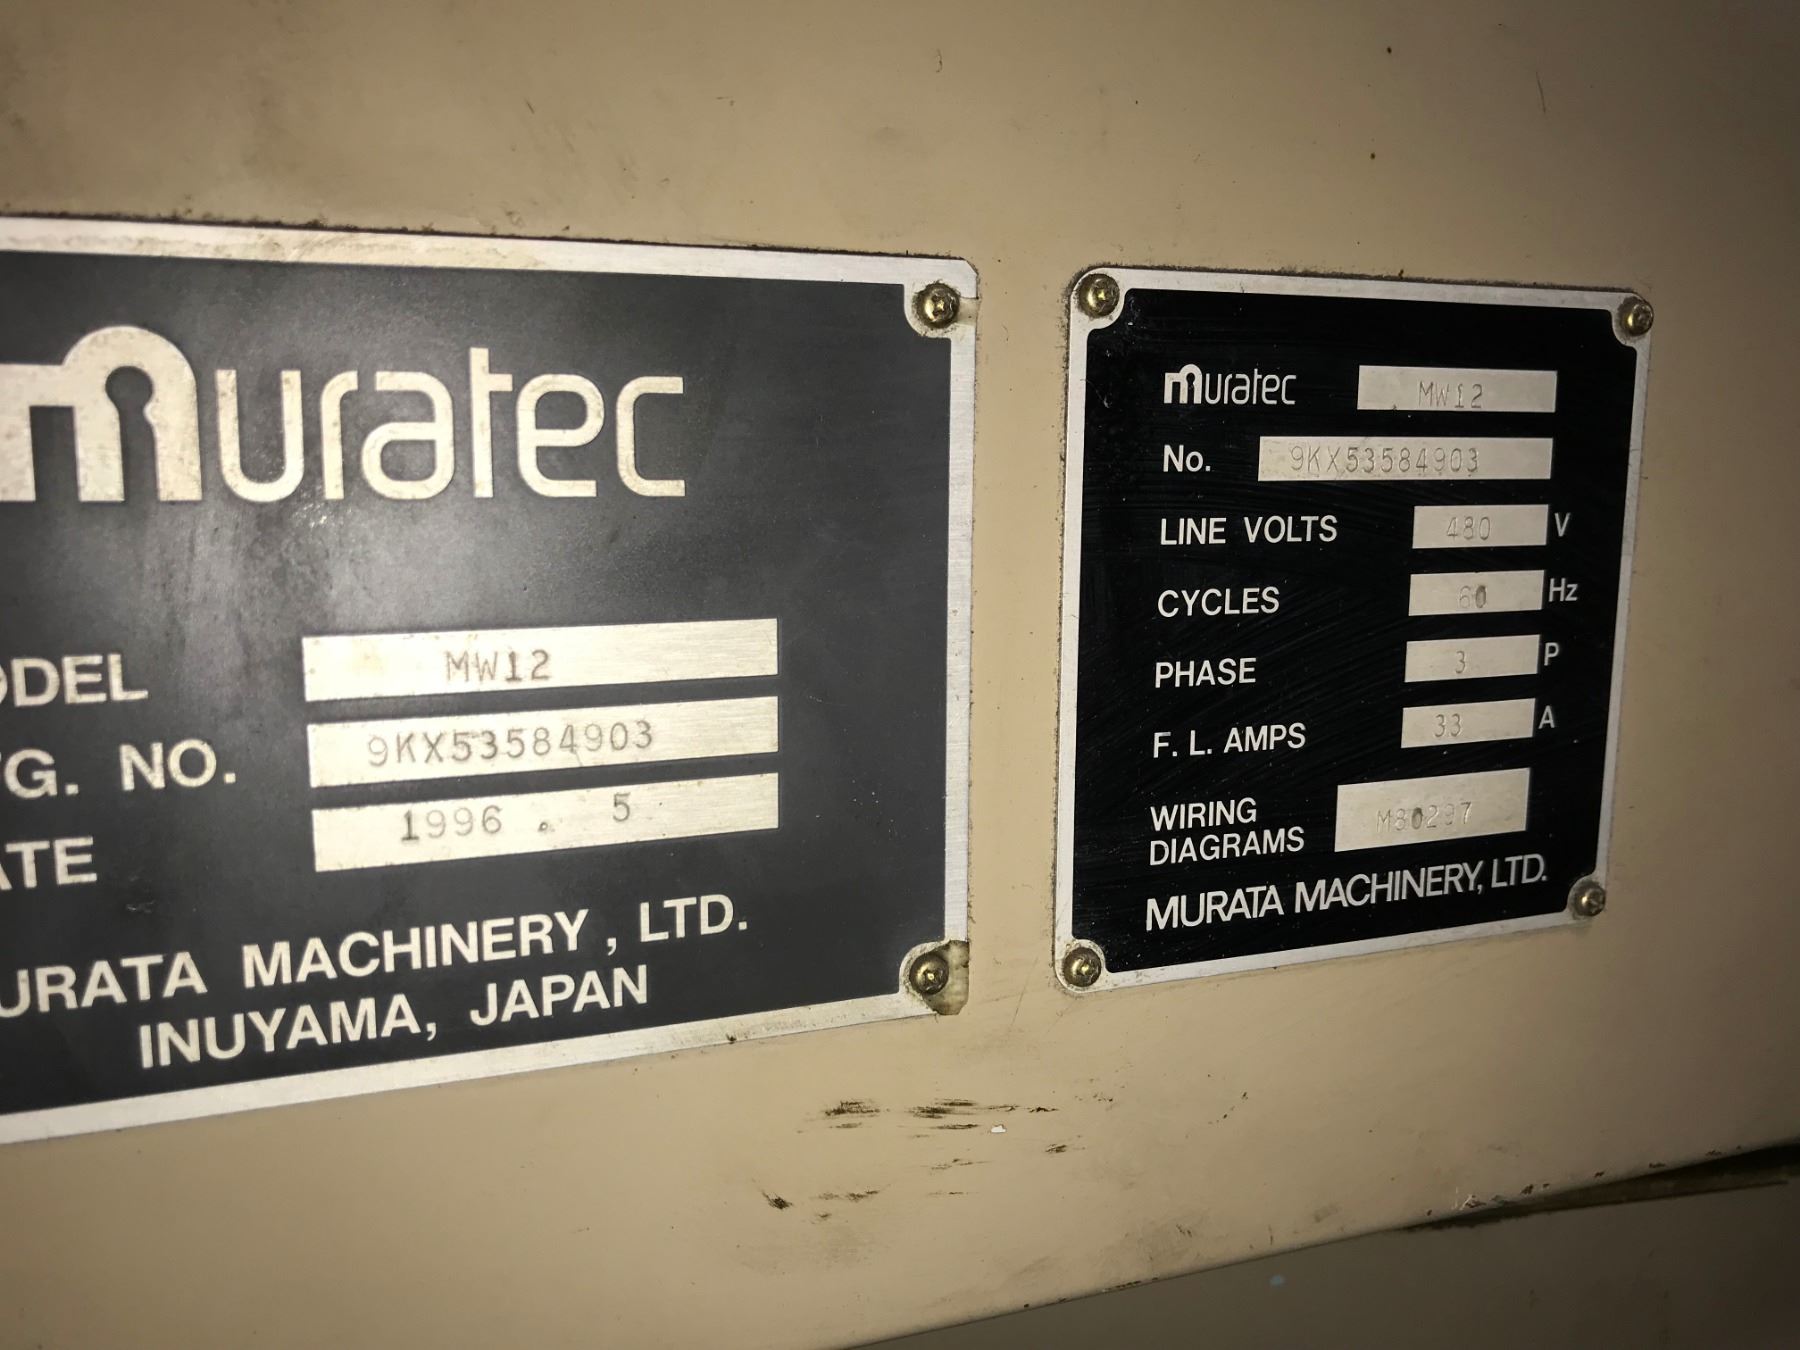 muratec
ODEL MW12
G. NO. 9KX53584903
ATE 1996 . 5
URATA MACHINERY, LTD.
INUYAMA, JAPAN
muratec MW12
No. 9KX53584903
LINE VOLTS 480 V
CYCLES 60 Hz
PHASE 3 P
F. L. AMPS 33 A
WIRING
DIAGRAMS M80297
MURATA MACHINERY, LTD.